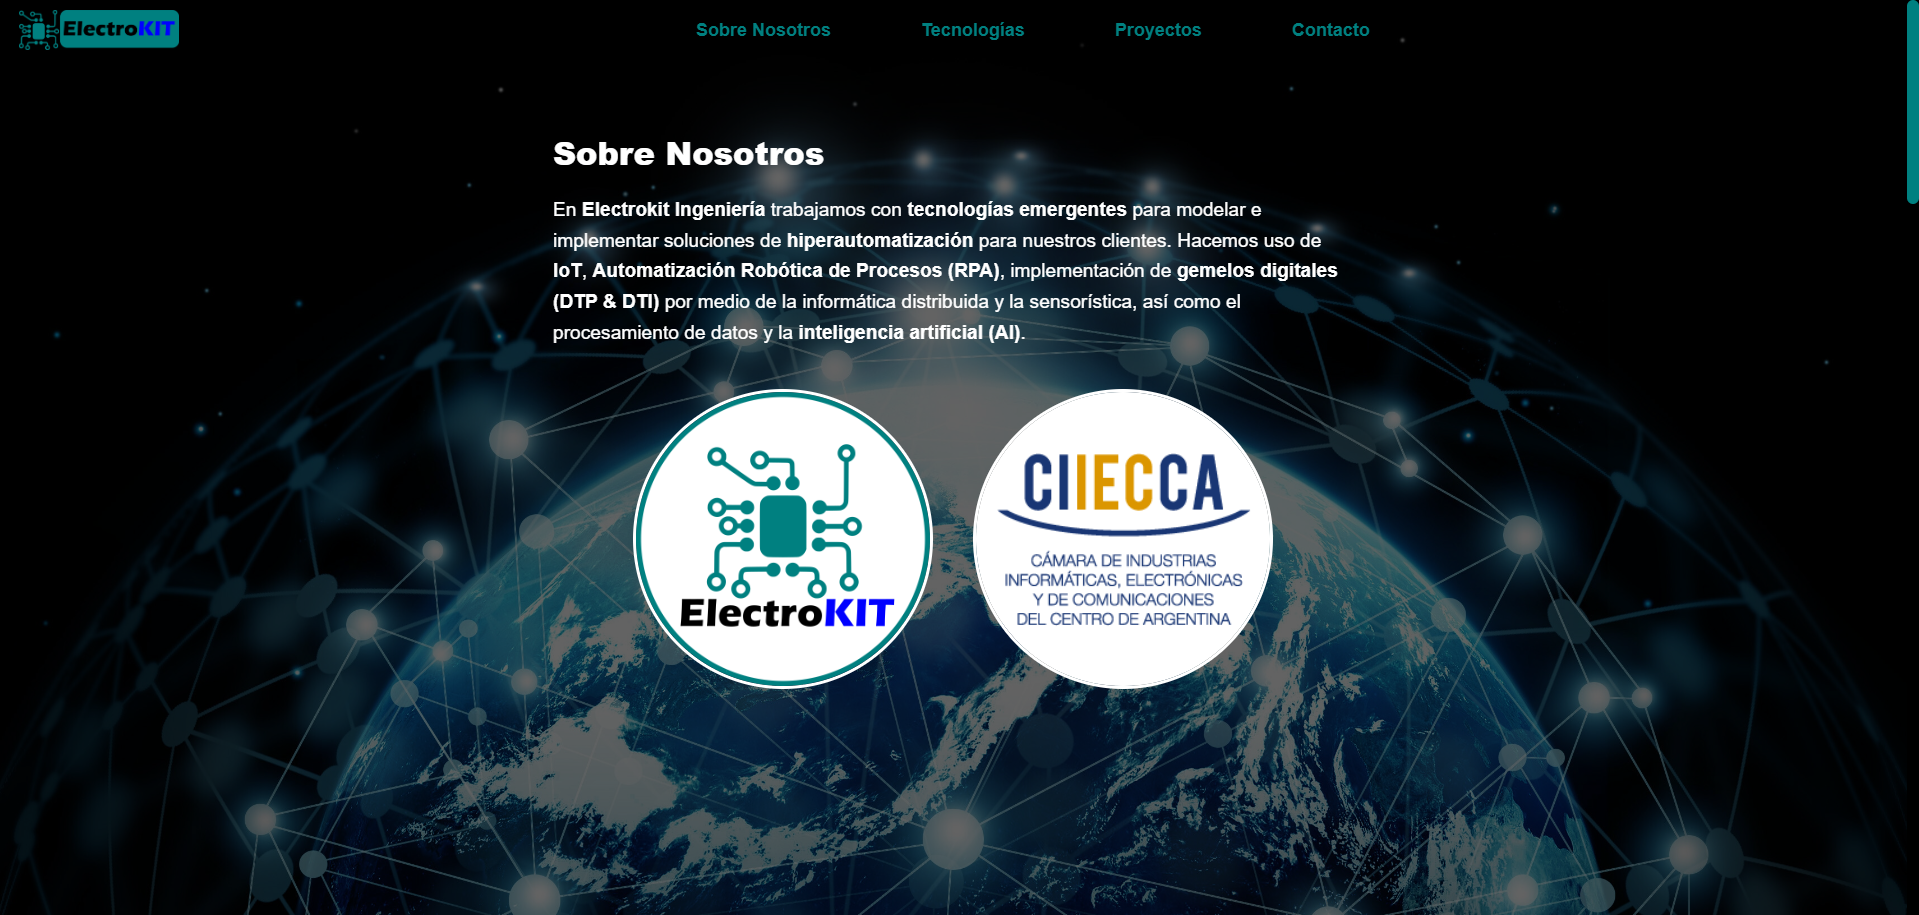 ElectroKIT
Sobre Nosotros
Tecnologías
Proyectos
Contacto
Sobre Nosotros
En Electrokit Ingeniería trabajamos con tecnologías emergentes para modelar e
implementar soluciones de hiperautomatización para nuestros clientes. Hacemos uso de
IoT, Automatización Robótica de Procesos (RPA), implementación de gemelos digitales
(DTP & DTI) por medio de la informática distribuida y la sensorística, así como el
procesamiento de datos y la inteligencia artificial (AI).
ElectroKIT
CIIECCA
CÁMARA DE INDUSTRIAS
INFORMÁTICAS, ELECTRÓNICAS
Y DE COMUNICACIONES
DEL CENTRO DE ARGENTINA